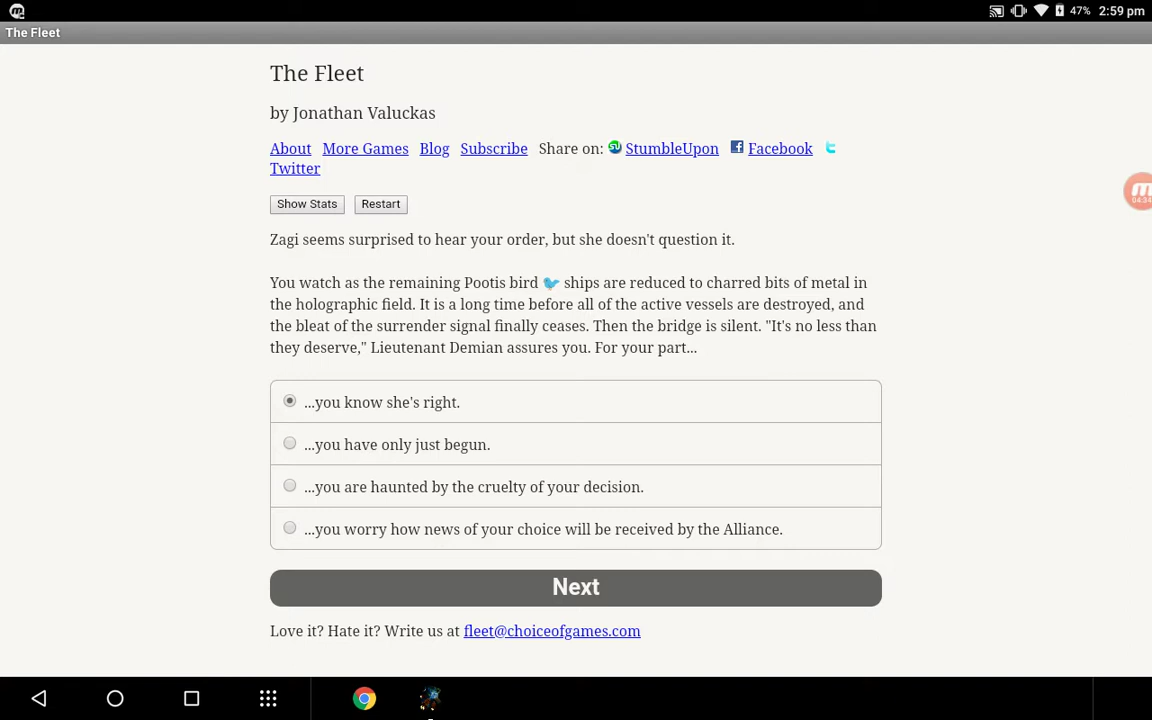 47% 2:59 pm
The Fleet
The Fleet
by Jonathan Valuckas
About More Games Blog Subscribe Share on: StumbleUpon Facebook
Twitter
Show Stats Restart
Zagi seems surprised to hear your order, but she doesn't question it.
You watch as the remaining Pootis bird 🐦 ships are reduced to charred bits of metal in
the holographic field. It is a long time before all of the active vessels are destroyed, and
the bleat of the surrender signal finally ceases. Then the bridge is silent. "It's no less than
they deserve," Lieutenant Demian assures you. For your part...
...you know she's right.
...you have only just begun.
...you are haunted by the cruelty of your decision.
...you worry how news of your choice will be received by the Alliance.
Next
Love it? Hate it? Write us at fleet@choiceofgames.com
04:34